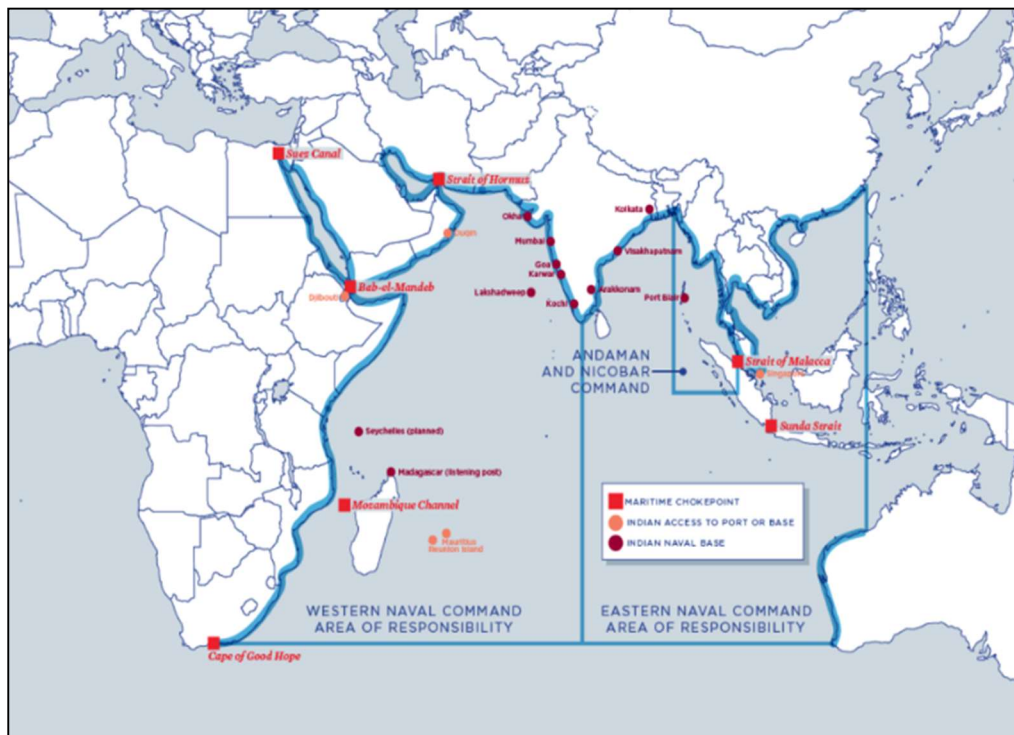 Suez Canal
Strait of Hormus
Okha
Kolkata
Duqm
Mumbai
Visakhapatnam
Goa
Karwar
Bab-el-Mandeb
Djibouti
Lakshadweep
Arakkonam
Port Blair
Kochi
ANDAMAN
AND NICOBAR
COMMAND
Strait of Malacca
Singapore
Sunda Strait
Seychelles (planned)
Madagascar (listening post)
Mozambique Channel
Mauritius
Reunion Island
MARITIME CHOKEPOINT
INDIAN ACCESS TO PORT OR BASE
INDIAN NAVAL BASE
WESTERN NAVAL COMMAND
AREA OF RESPONSIBILITY
EASTERN NAVAL COMMAND
AREA OF RESPONSIBILITY
Cape of Good Hope